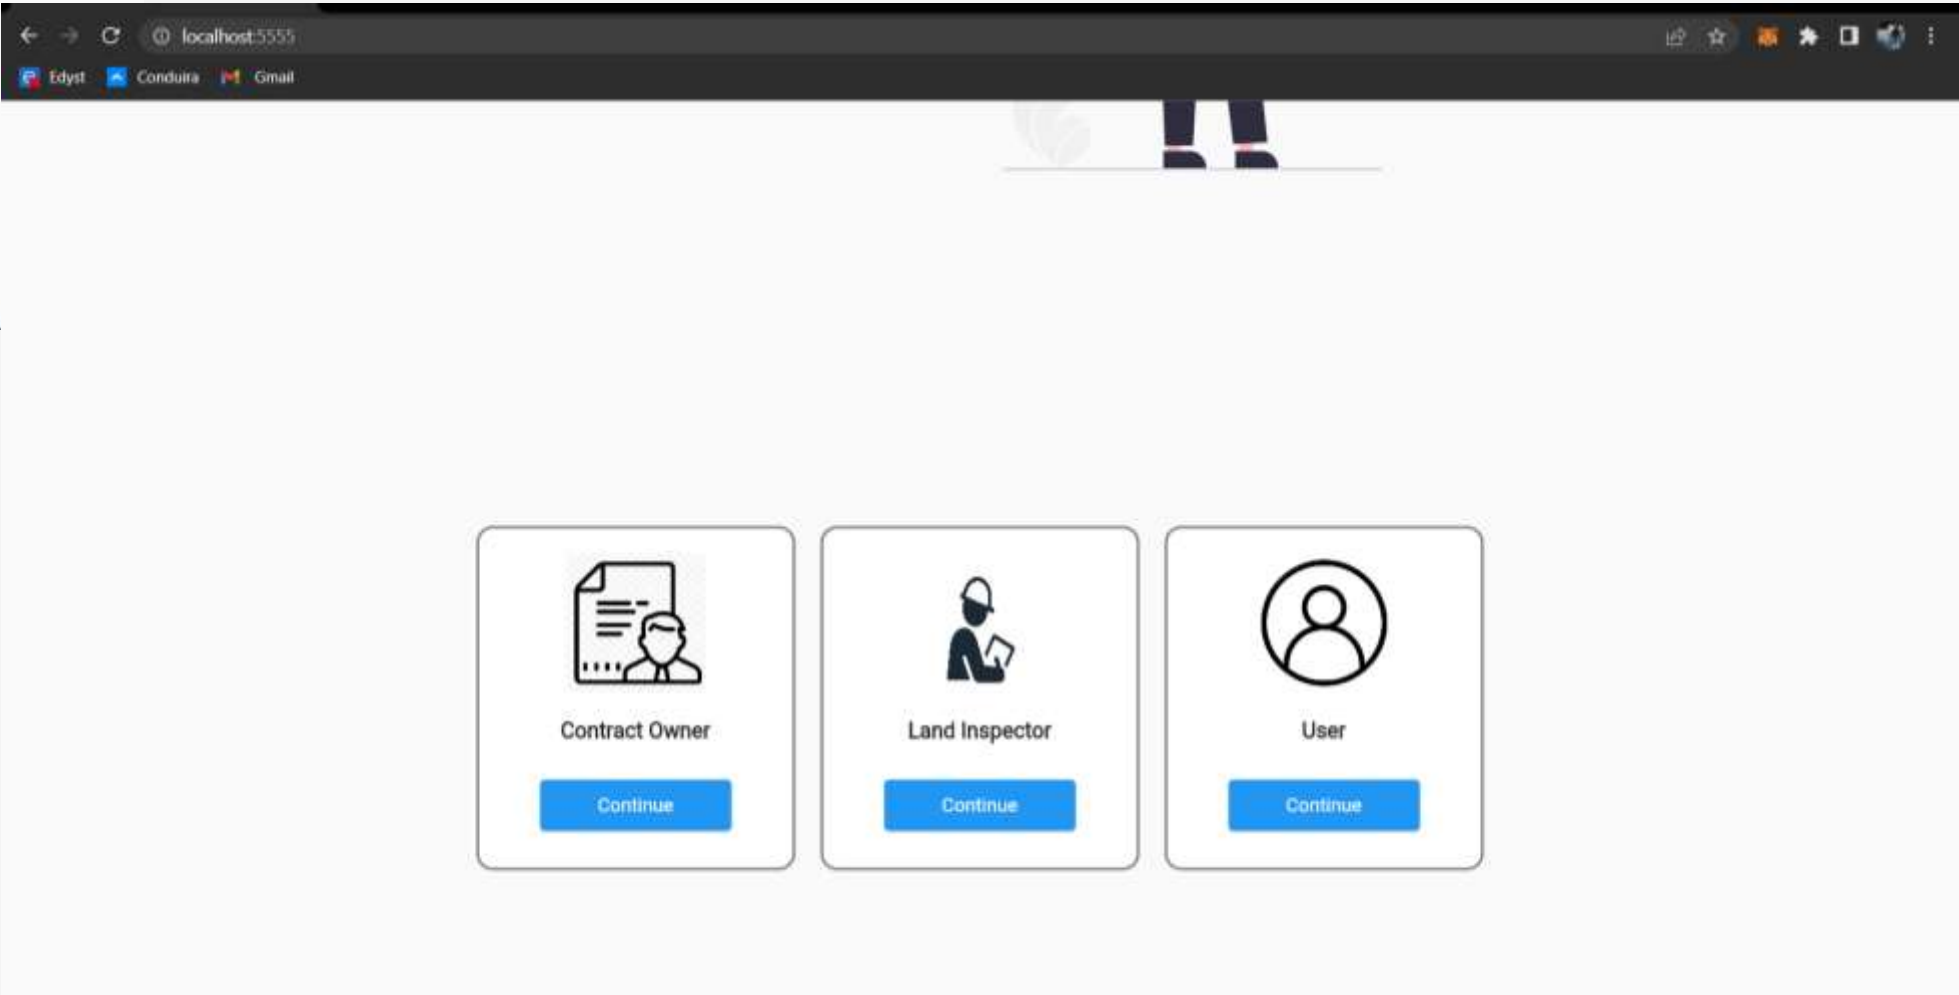 localhost:5555
Edyst Conduira Gmail
Contract Owner Land Inspector User
Continue Continue Continue